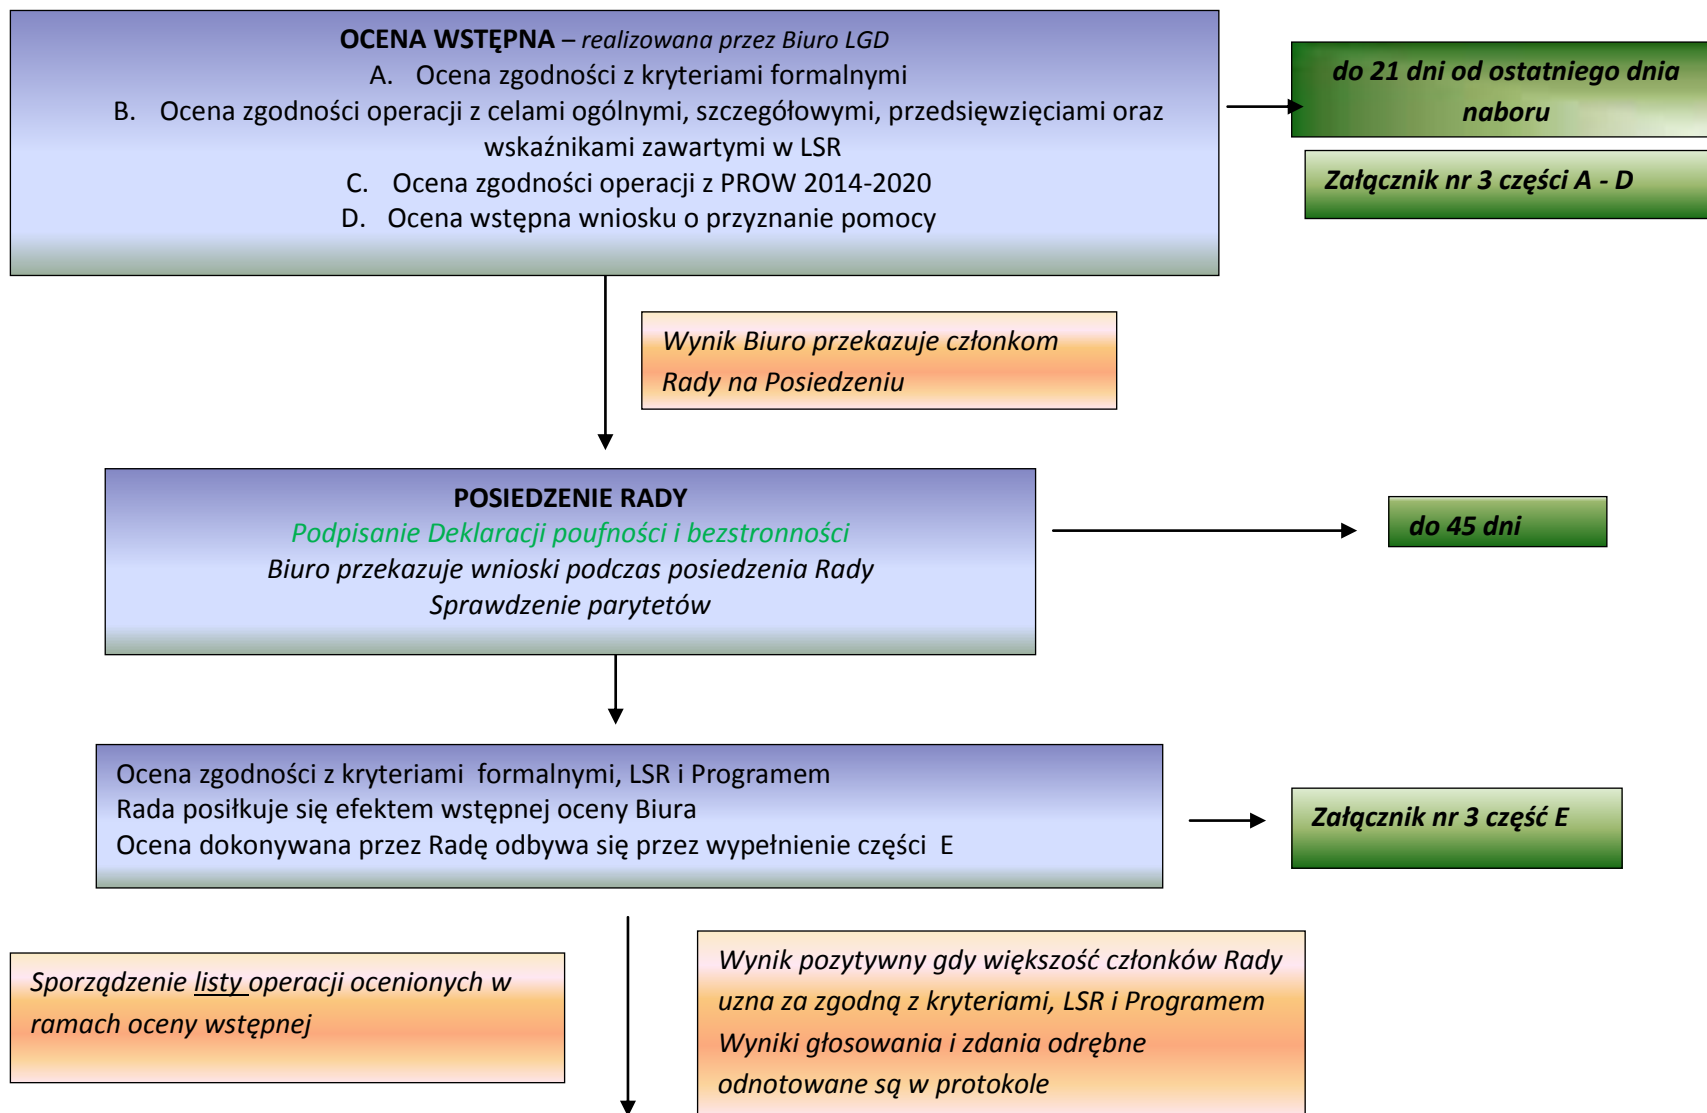 OCENA WSTĘPNA – realizowana przez Biuro LGD
A. Ocena zgodności z kryteriami formalnymi
B. Ocena zgodności operacji z celami ogólnymi, szczegółowymi, przedsięwzięciami oraz
wskaźnikami zawartymi w LSR
C. Ocena zgodności operacji z PROW 2014-2020
D. Ocena wstępna wniosku o przyznanie pomocy
do 21 dni od ostatniego dnia
naboru
Załącznik nr 3 części A - D
Wynik Biuro przekazuje członkom
Rady na Posiedzeniu
POSIEDZENIE RADY
Podpisanie Deklaracji poufności i bezstronności
Biuro przekazuje wnioski podczas posiedzenia Rady
Sprawdzenie parytetów
do 45 dni
Ocena zgodności z kryteriami formalnymi, LSR i Programem
Rada posiłkuje się efektem wstępnej oceny Biura
Ocena dokonywana przez Radę odbywa się przez wypełnienie części E
Załącznik nr 3 część E
Sporządzenie listy operacji ocenionych w
ramach oceny wstępnej
Wynik pozytywny gdy większość członków Rady
uzna za zgodną z kryteriami, LSR i Programem
Wyniki głosowania i zdania odrębne
odnotowane są w protokole